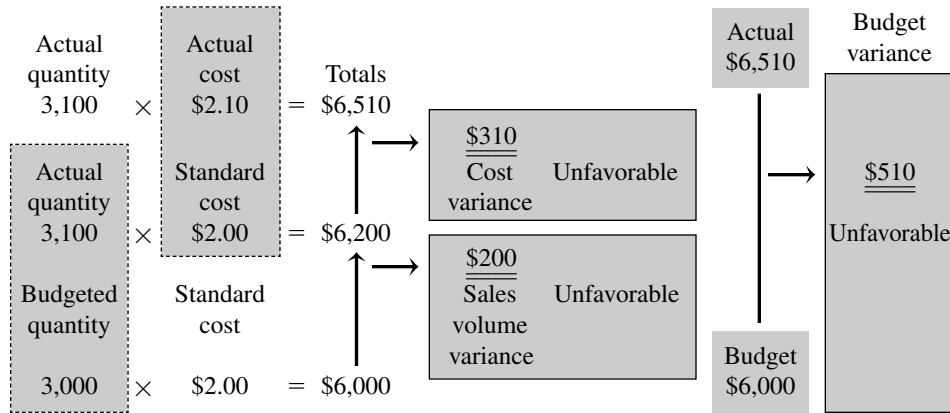 Actual
quantity
3,100
×
Actual
cost
$2.10
=
Totals
$6,510
Actual
quantity
3,100
×
Standard
cost
$2.00
=
$6,200
Budgeted
quantity
3,000
×
Standard
cost
$2.00
=
$6,000
$310
Cost
variance
Unfavorable
$200
Sales
volume
variance
Unfavorable
Actual
$6,510
Budget
$6,000
Budget
variance
$510
Unfavorable